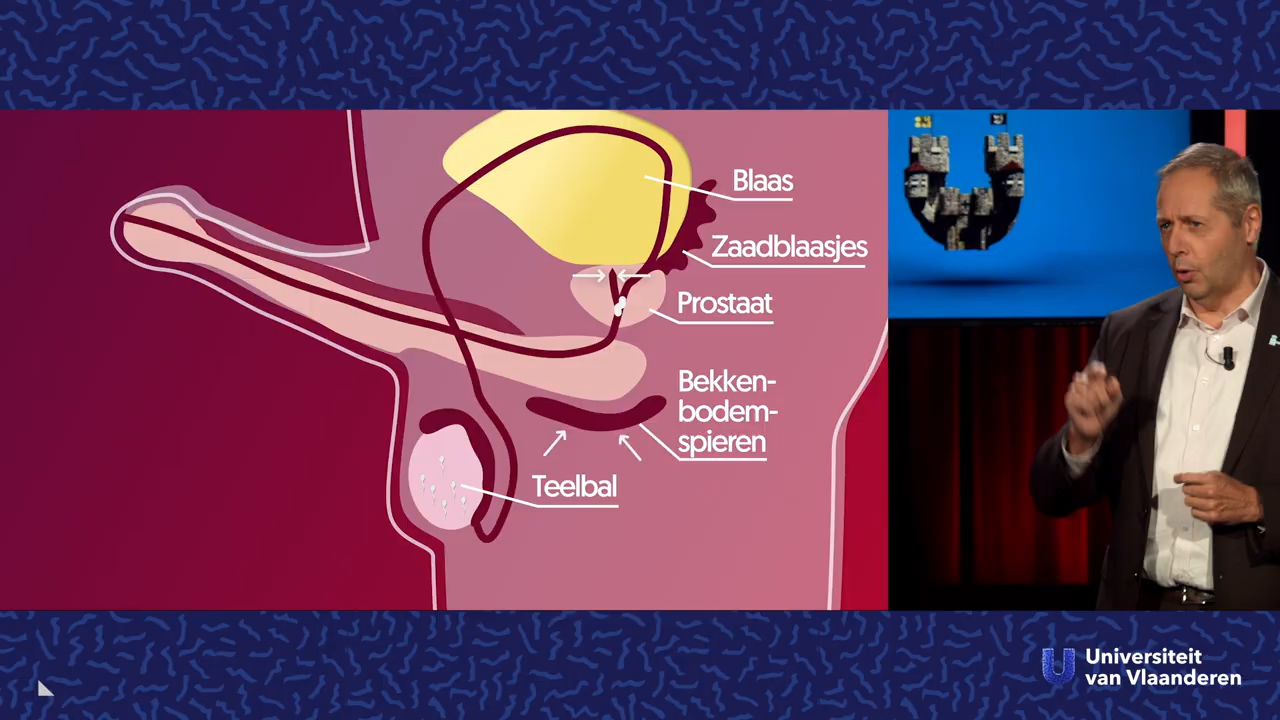 Blaas
Zaadblaasjes
Prostaat
Bekken-
bodem-
spieren
Teelbal
Universiteit
van Vlaanderen